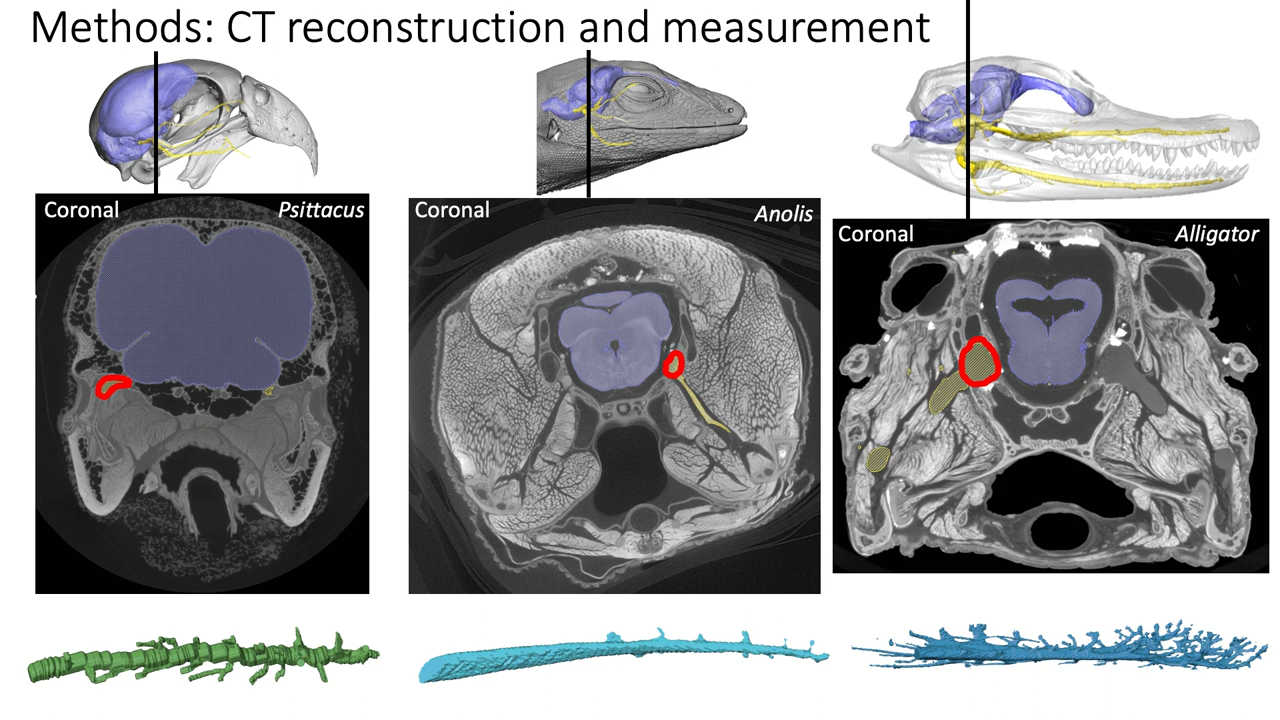 Methods: CT reconstruction and measurement
Coronal
Psittacus
Coronal
Anolis
Coronal
Alligator